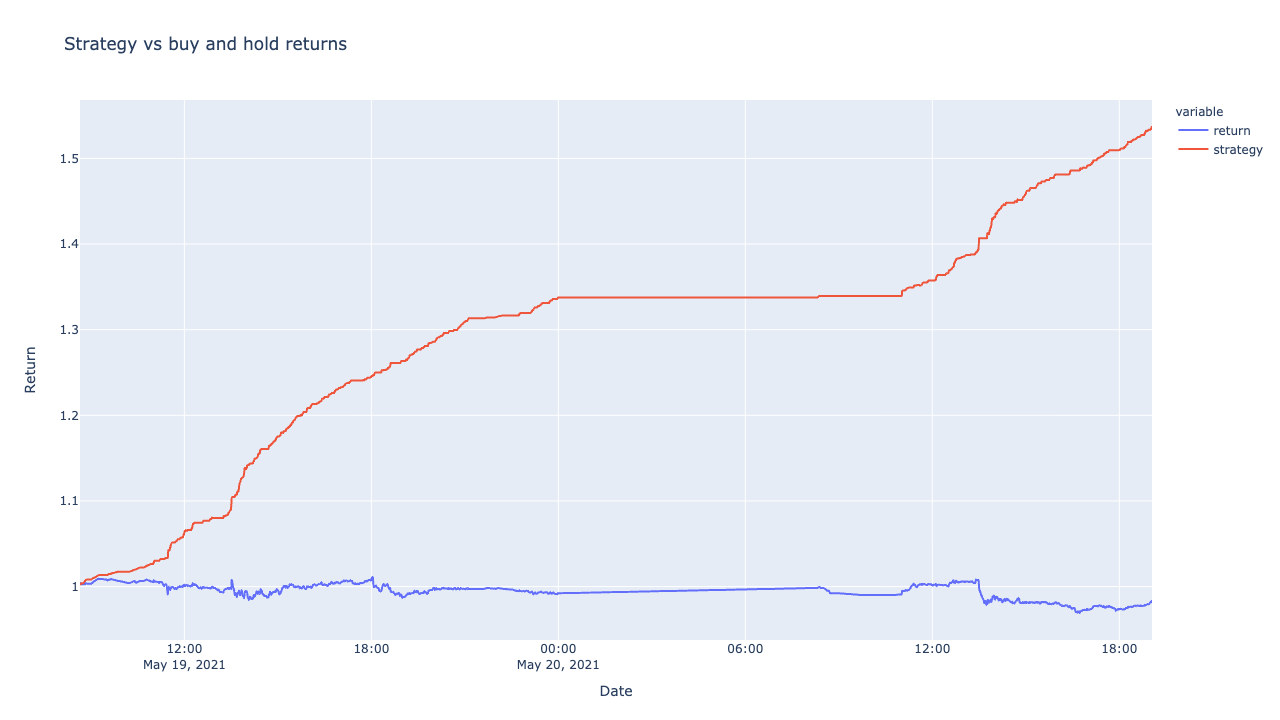 Strategy vs buy and hold returns
variable
return
strategy
1.5
1.4
1.3
1.2
1.1
1
Return
12:00
May 19, 2021
18:00
00:00
May 20, 2021
06:00
12:00
18:00
Date